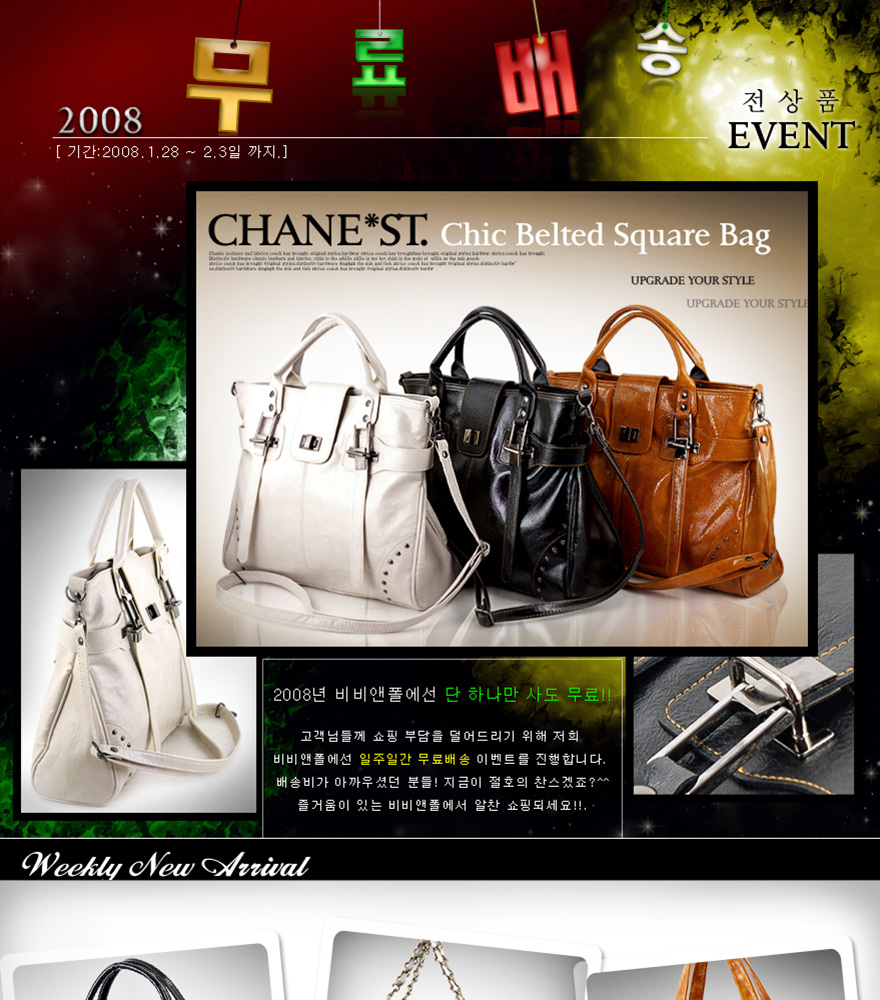 무료배송
2008
전상품
EVENT
[ 기간:2008.1.28 ~ 2.3일 까지.]
CHANE*ST. Chic Belted Square Bag
UPGRADE YOUR STYLE
UPGRADE YOUR STYLE
2008년 비비앤폴에선 단 하나만 사도 무료!!
고객님들께 쇼핑 부담을 덜어드리기 위해 저희
비비앤폴에선 일주일간 무료배송 이벤트를 진행합니다.
배송비가 아까우셨던 분들! 지금이 절호의 찬스겠죠?^^
즐거움이 있는 비비앤폴에서 알찬 쇼핑되세요!!.
Weekly New Arrival